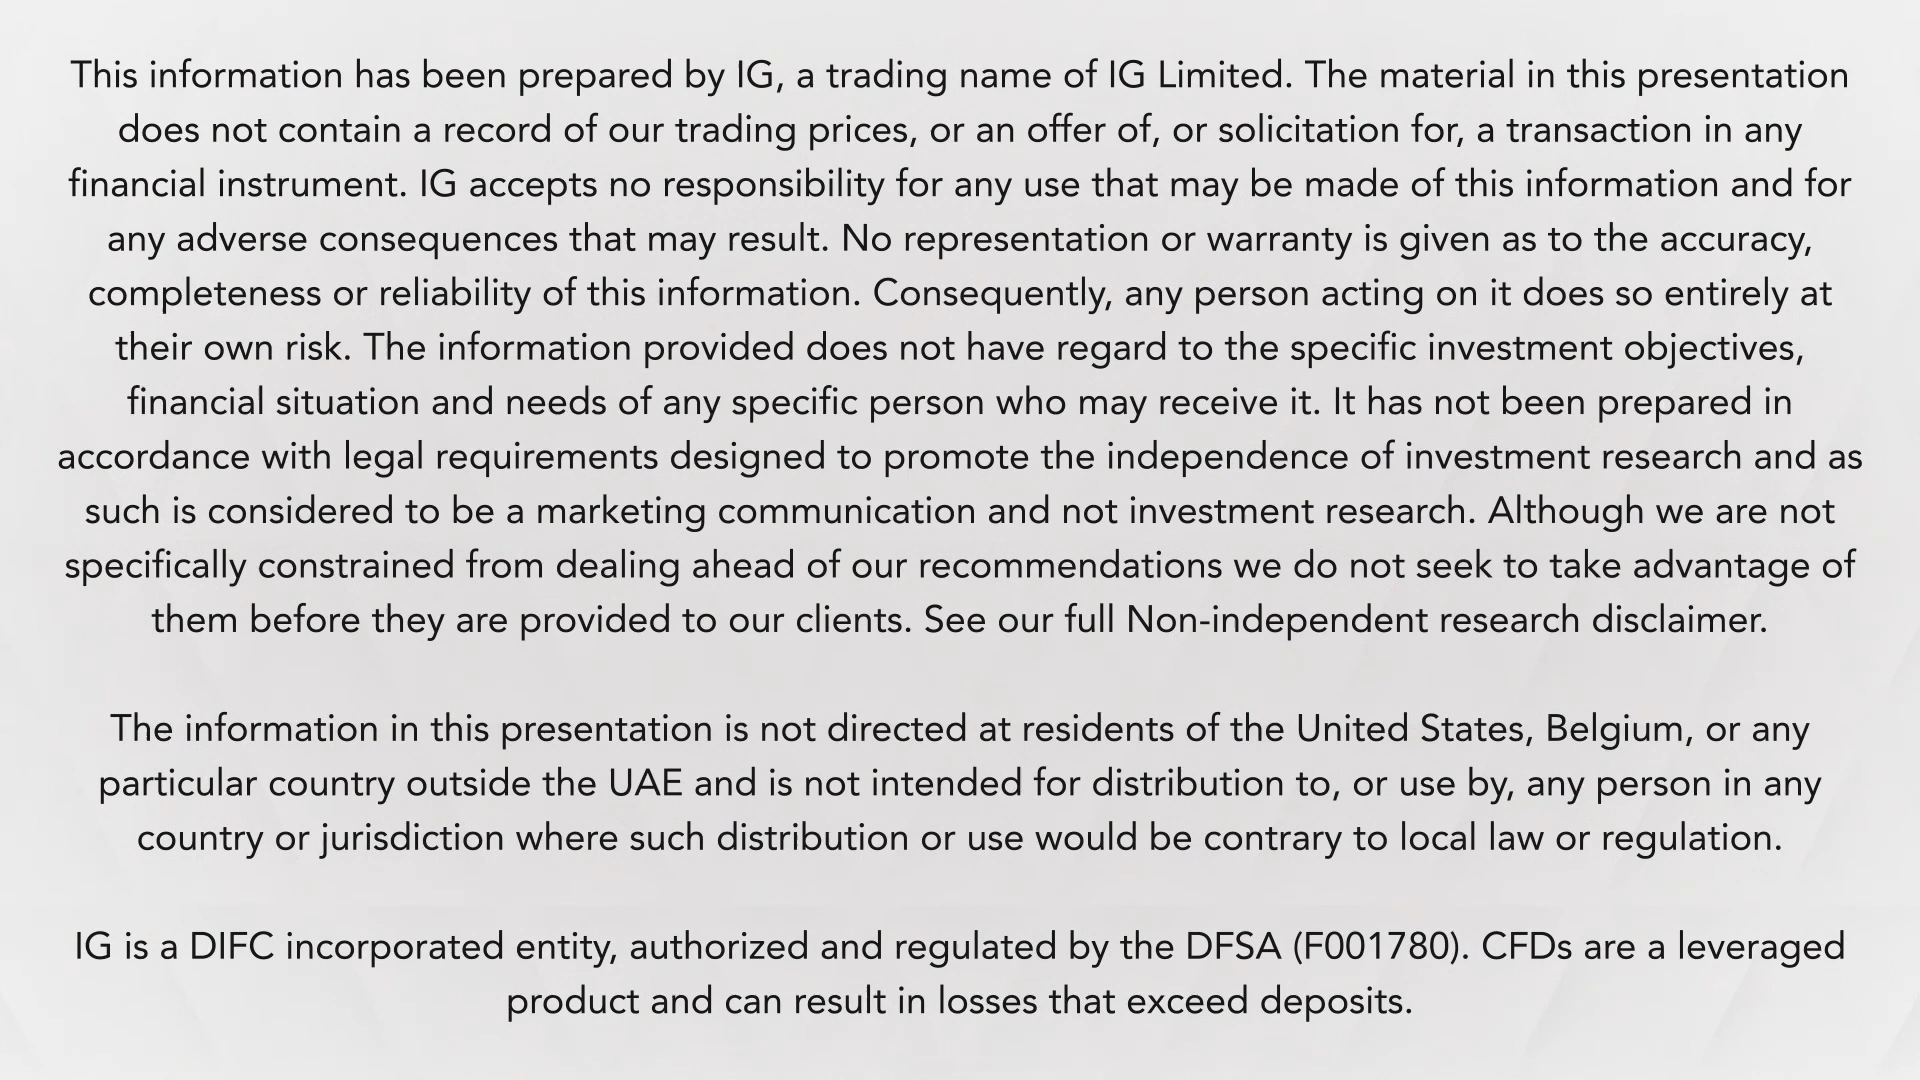 This information has been prepared by IG, a trading name of IG Limited. The material in this presentation
does not contain a record of our trading prices, or an offer of, or solicitation for, a transaction in any
financial instrument. IG accepts no responsibility for any use that may be made of this information and for
any adverse consequences that may result. No representation or warranty is given as to the accuracy,
completeness or reliability of this information. Consequently, any person acting on it does so entirely at
their own risk. The information provided does not have regard to the specific investment objectives,
financial situation and needs of any specific person who may receive it. It has not been prepared in
accordance with legal requirements designed to promote the independence of investment research and as
such is considered to be a marketing communication and not investment research. Although we are not
specifically constrained from dealing ahead of our recommendations we do not seek to take advantage of
them before they are provided to our clients. See our full Non-independent research disclaimer.
The information in this presentation is not directed at residents of the United States, Belgium, or any
particular country outside the UAE and is not intended for distribution to, or use by, any person in any
country or jurisdiction where such distribution or use would be contrary to local law or regulation.
IG is a DIFC incorporated entity, authorized and regulated by the DFSA (F001780). CFDs are a leveraged
product and can result in losses that exceed deposits.